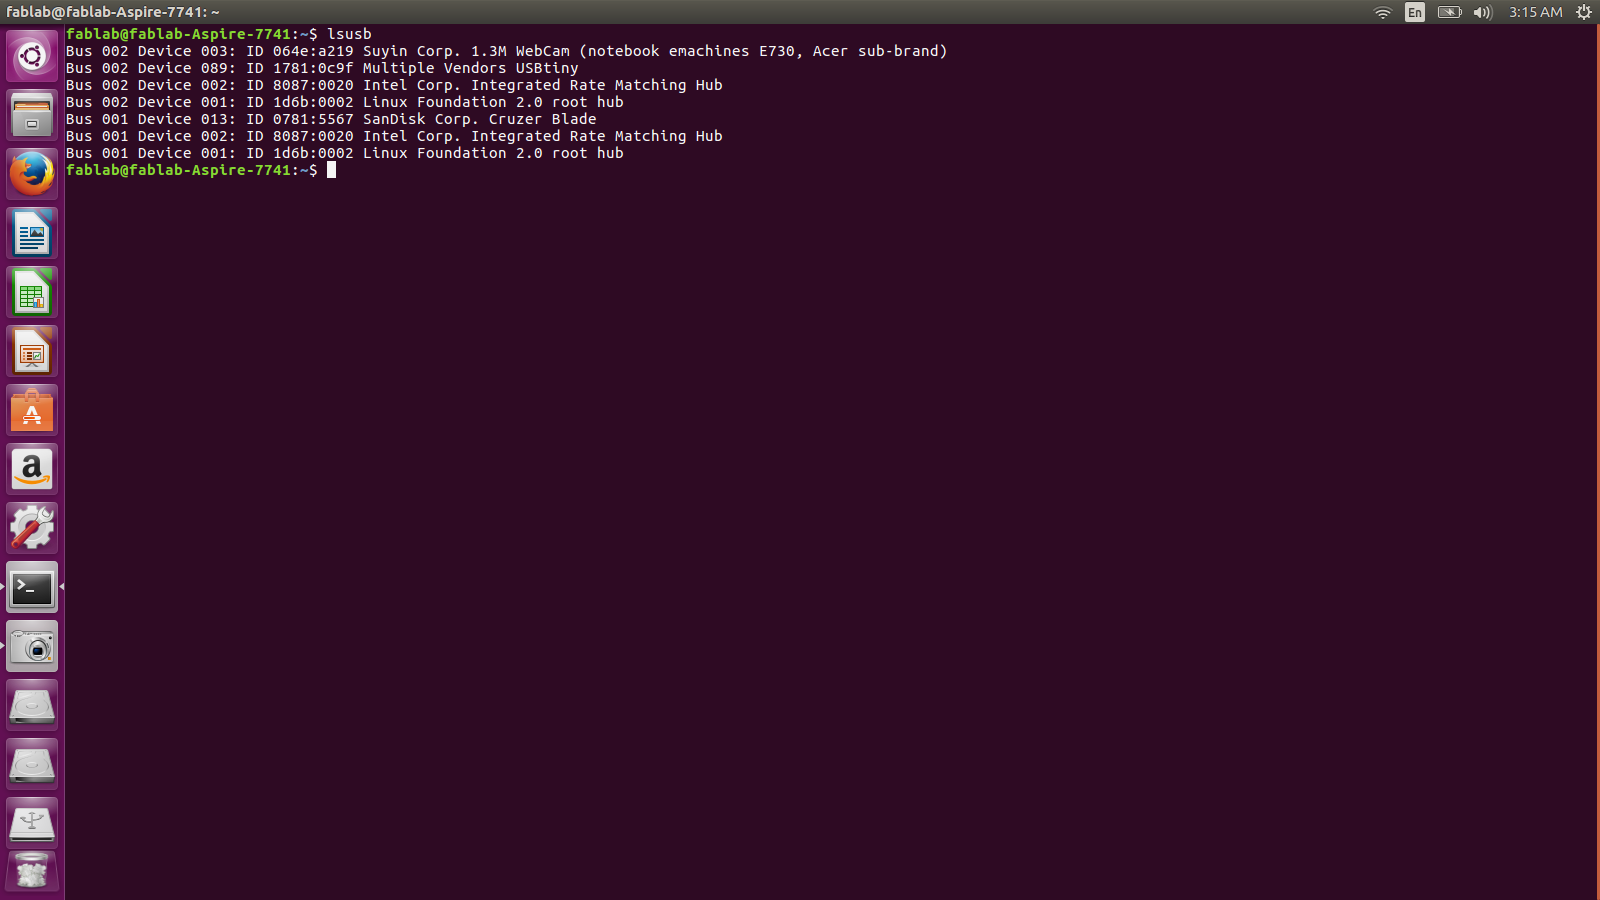 fablab@fablab-Aspire-7741: ~
En
3:15 AM
fablab@fablab-Aspire-7741:~$ lsusb
Bus 002 Device 003: ID 064e:a219 Suyin Corp. 1.3M WebCam (notebook emachines E730, Acer sub-brand)
Bus 002 Device 089: ID 1781:0c9f Multiple Vendors USBtiny
Bus 002 Device 002: ID 8087:0020 Intel Corp. Integrated Rate Matching Hub
Bus 002 Device 001: ID 1d6b:0002 Linux Foundation 2.0 root hub
Bus 001 Device 013: ID 0781:5567 SanDisk Corp. Cruzer Blade
Bus 001 Device 002: ID 8087:0020 Intel Corp. Integrated Rate Matching Hub
Bus 001 Device 001: ID 1d6b:0002 Linux Foundation 2.0 root hub
fablab@fablab-Aspire-7741:~$